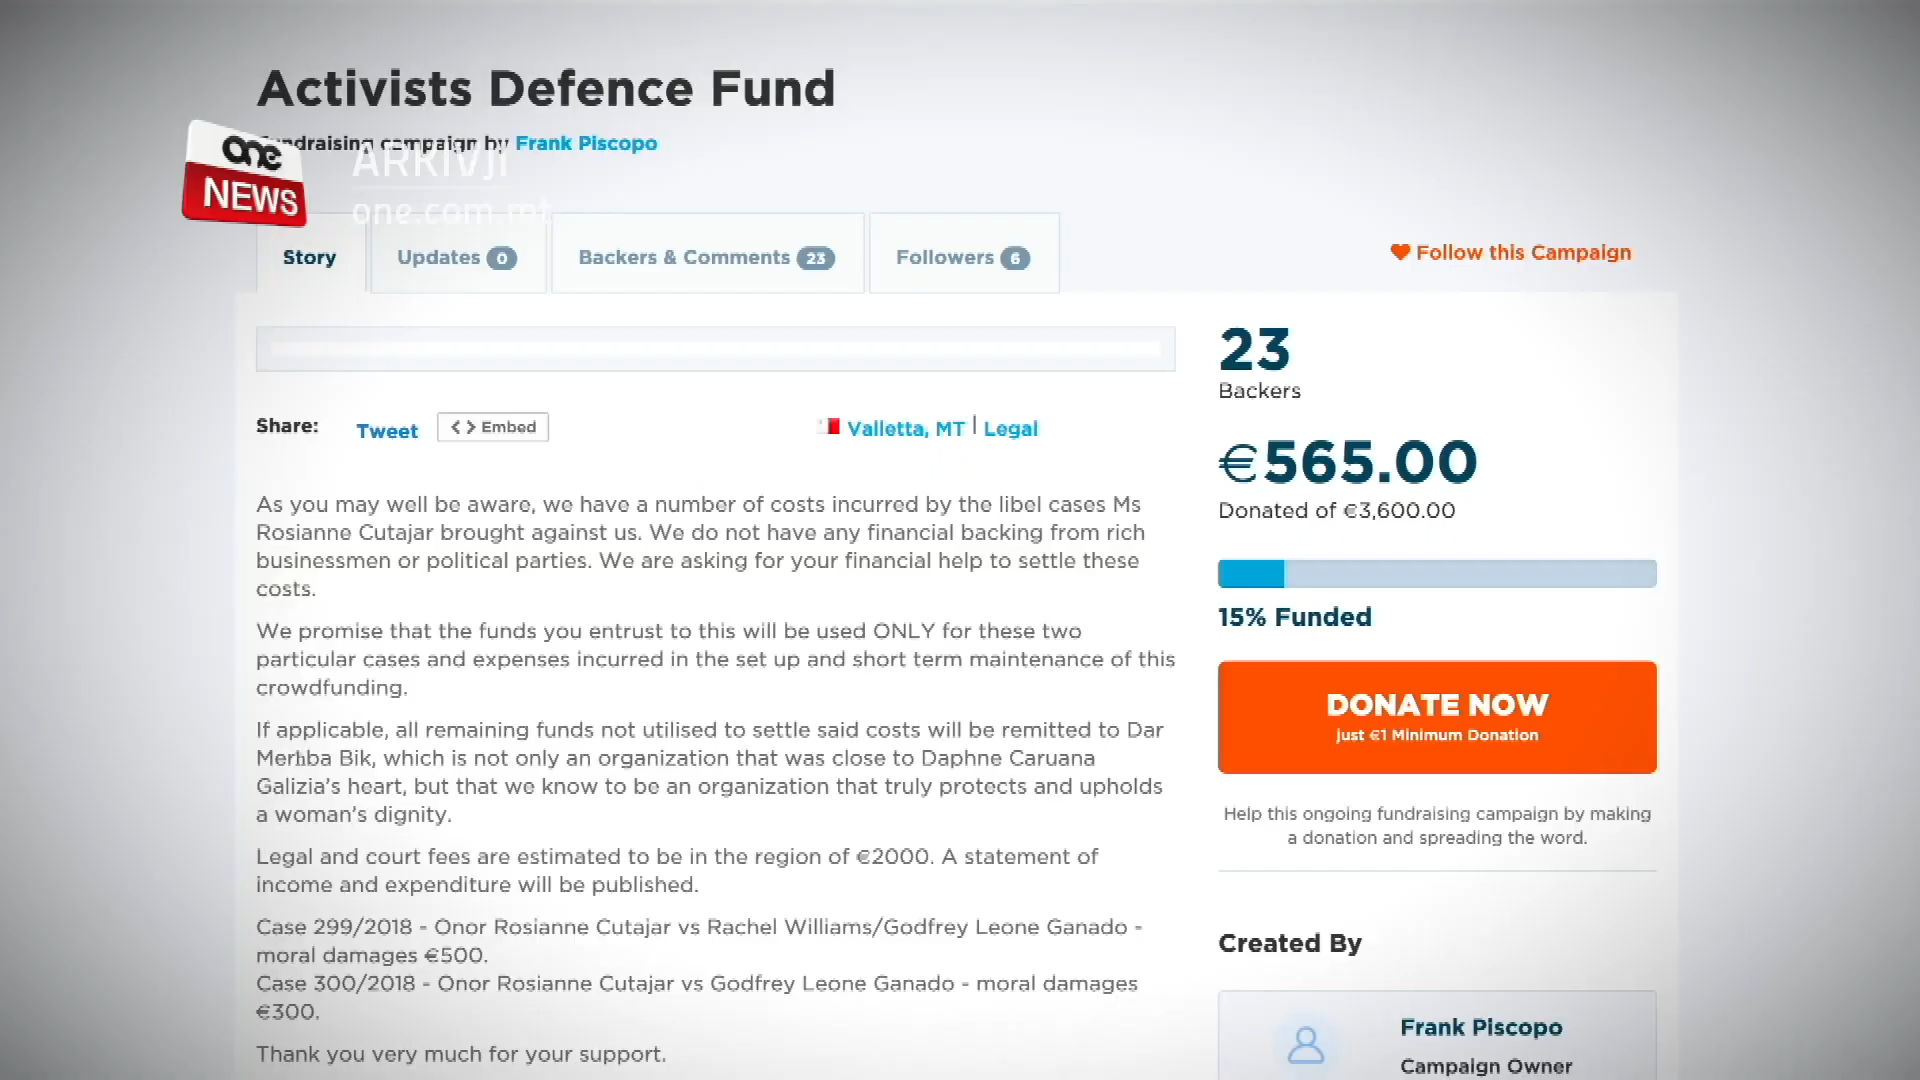 Activists Defence Fund
Fundraising campaign by Frank Piscopo
one
NEWS
ARKIVJI
one.com.mt
Story
Updates 0
Backers & Comments 23
Followers 6
Follow this Campaign
Share:
Tweet
<> Embed
Valletta, MT | Legal
As you may well be aware, we have a number of costs incurred by the libel cases Ms
Rosianne Cutajar brought against us. We do not have any financial backing from rich
businessmen or political parties. We are asking for your financial help to settle these
costs.
We promise that the funds you entrust to this will be used ONLY for these two
particular cases and expenses incurred in the set up and short term maintenance of this
crowdfunding.
If applicable, all remaining funds not utilised to settle said costs will be remitted to Dar
Merħba Bik, which is not only an organization that was close to Daphne Caruana
Galizia's heart, but that we know to be an organization that truly protects and upholds
a woman's dignity.
Legal and court fees are estimated to be in the region of €2000. A statement of
income and expenditure will be published.
Case 299/2018 - Onor Rosianne Cutajar vs Rachel Williams/Godfrey Leone Ganado -
moral damages €500.
Case 300/2018 - Onor Rosianne Cutajar vs Godfrey Leone Ganado - moral damages
€300.
Thank you very much for your support.
23
Backers
€565.00
Donated of €3,600.00
15% Funded
DONATE NOW
just €1 Minimum Donation
Help this ongoing fundraising campaign by making
a donation and spreading the word.
Created By
Frank Piscopo
Campaign Owner